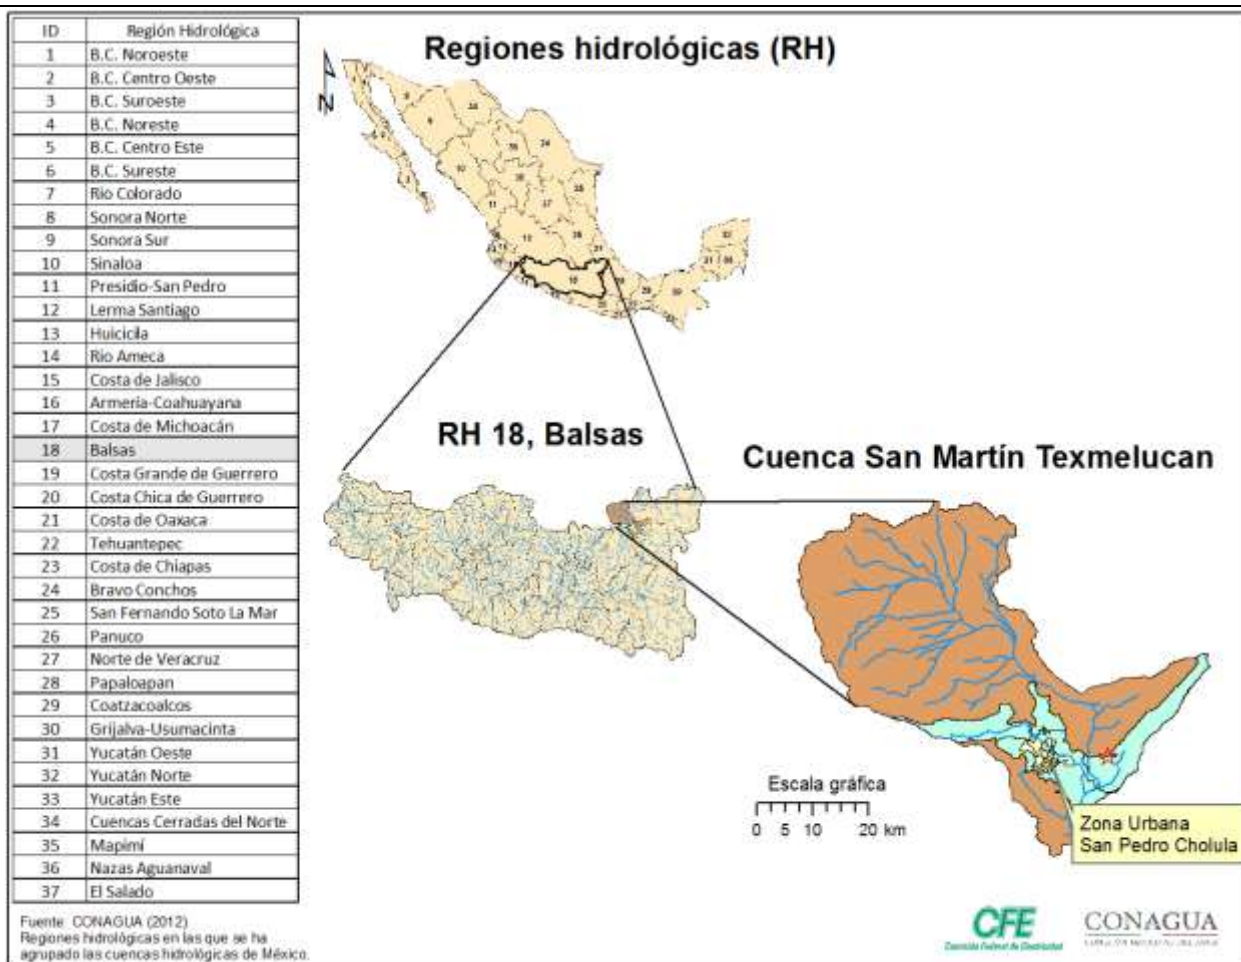 ID Región Hidrológica
1 B.C. Noroeste
2 B.C. Centro Oeste
3 B.C. Suroeste
4 B.C. Noreste
5 B.C. Centro Este
6 B.C. Sureste
7 Rio Colorado
8 Sonora Norte
9 Sonora Sur
10 Sinaloa
11 Presidio-San Pedro
12 Lerma Santiago
13 Huicicila
14 Rio Ameca
15 Costa de Jalisco
16 Armería-Coahuayana
17 Costa de Michoacán
18 Balsas
19 Costa Grande de Guerrero
20 Costa Chica de Guerrero
21 Costa de Oaxaca
22 Tehuantepec
23 Costa de Chiapas
24 Bravo Conchos
25 San Fernando Soto La Mar
26 Panuco
27 Norte de Veracruz
28 Papaloapan
29 Coatzacoalcos
30 Grijalva-Usumacinta
31 Yucatán Oeste
32 Yucatán Norte
33 Yucatán Este
34 Cuencas Cerradas del Norte
35 Mapimí
36 Nazas Aguanaval
37 El Salado
Fuente: CONAGUA (2012)
Regiones hidrológicas en las que se ha
agrupado las cuencas hidrológicas de México.
Regiones hidrológicas (RH)
N
RH 18, Balsas
Cuenca San Martín Texmelucan
Escala gráfica
0 5 10 20 km
Zona Urbana
San Pedro Cholula
CFE
Comisión Federal de Electricidad
CONAGUA